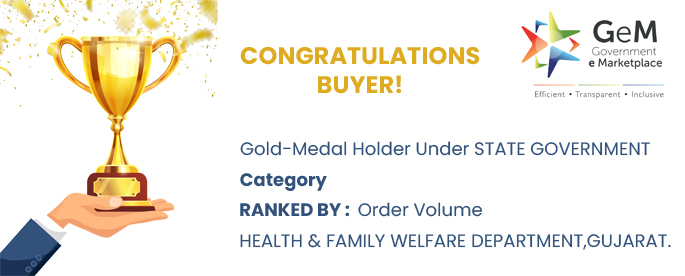 CONGRATULATIONS
BUYER!
GeM
Government
e Marketplace
Efficient • Transparent • Inclusive
Gold-Medal Holder Under STATE GOVERNMENT
Category
RANKED BY : Order Volume
HEALTH & FAMILY WELFARE DEPARTMENT,GUJARAT.